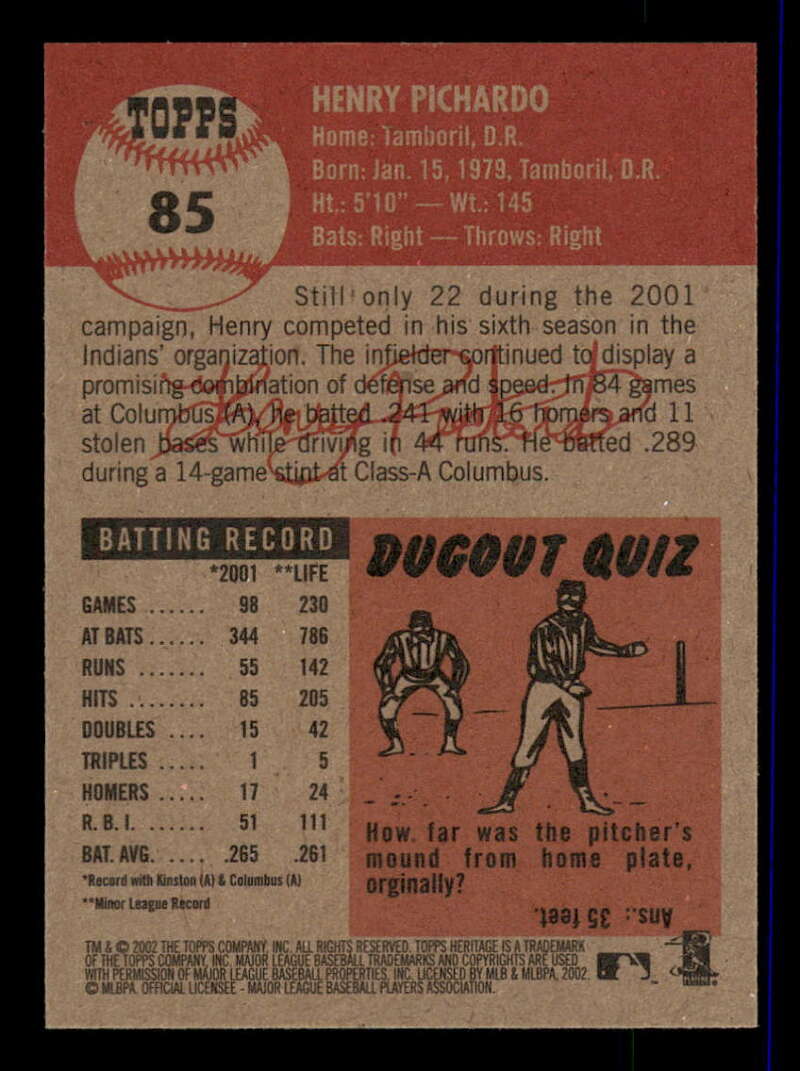 TOPPS
85
HENRY PICHARDO
Home: Tamboril, D.R.
Born: Jan. 15, 1979, Tamboril, D.R.
Ht.: 5'10" — Wt.: 145
Bats: Right — Throws: Right
Still only 22 during the 2001
campaign, Henry competed in his sixth season in the
Indians' organization. The infielder continued to display a
promising combination of defense and speed. In 84 games
at Columbus (A), he batted .241 with 16 homers and 11
stolen bases while driving in 44 runs. He batted .289
during a 14-game stint at Class-A Columbus.
Henry Pichardo
BATTING RECORD
*2001 **LIFE
GAMES ...... 98 230
AT BATS ...... 344 786
RUNS ....... 55 142
HITS ........ 85 205
DOUBLES .... 15 42
TRIPLES ..... 1 5
HOMERS ..... 17 24
R. B. I. ...... 51 111
BAT. AVG. .... .265 .261
*Record with Kinston (A) & Columbus (A)
**Minor League Record
DUGOUT QUIZ
How far was the pitcher's
mound from home plate,
orginally?
Ans.: 35 feet.
TM & © 2002 THE TOPPS COMPANY, INC. ALL RIGHTS RESERVED. TOPPS HERITAGE IS A TRADEMARK
OF THE TOPPS COMPANY, INC. MAJOR LEAGUE BASEBALL TRADEMARKS AND COPYRIGHTS ARE USED
WITH PERMISSION OF MAJOR LEAGUE BASEBALL PROPERTIES, INC. LICENSED BY MLB & MLBPA, 2002.
© MLBPA. OFFICIAL LICENSEE - MAJOR LEAGUE BASEBALL PLAYERS ASSOCIATION.